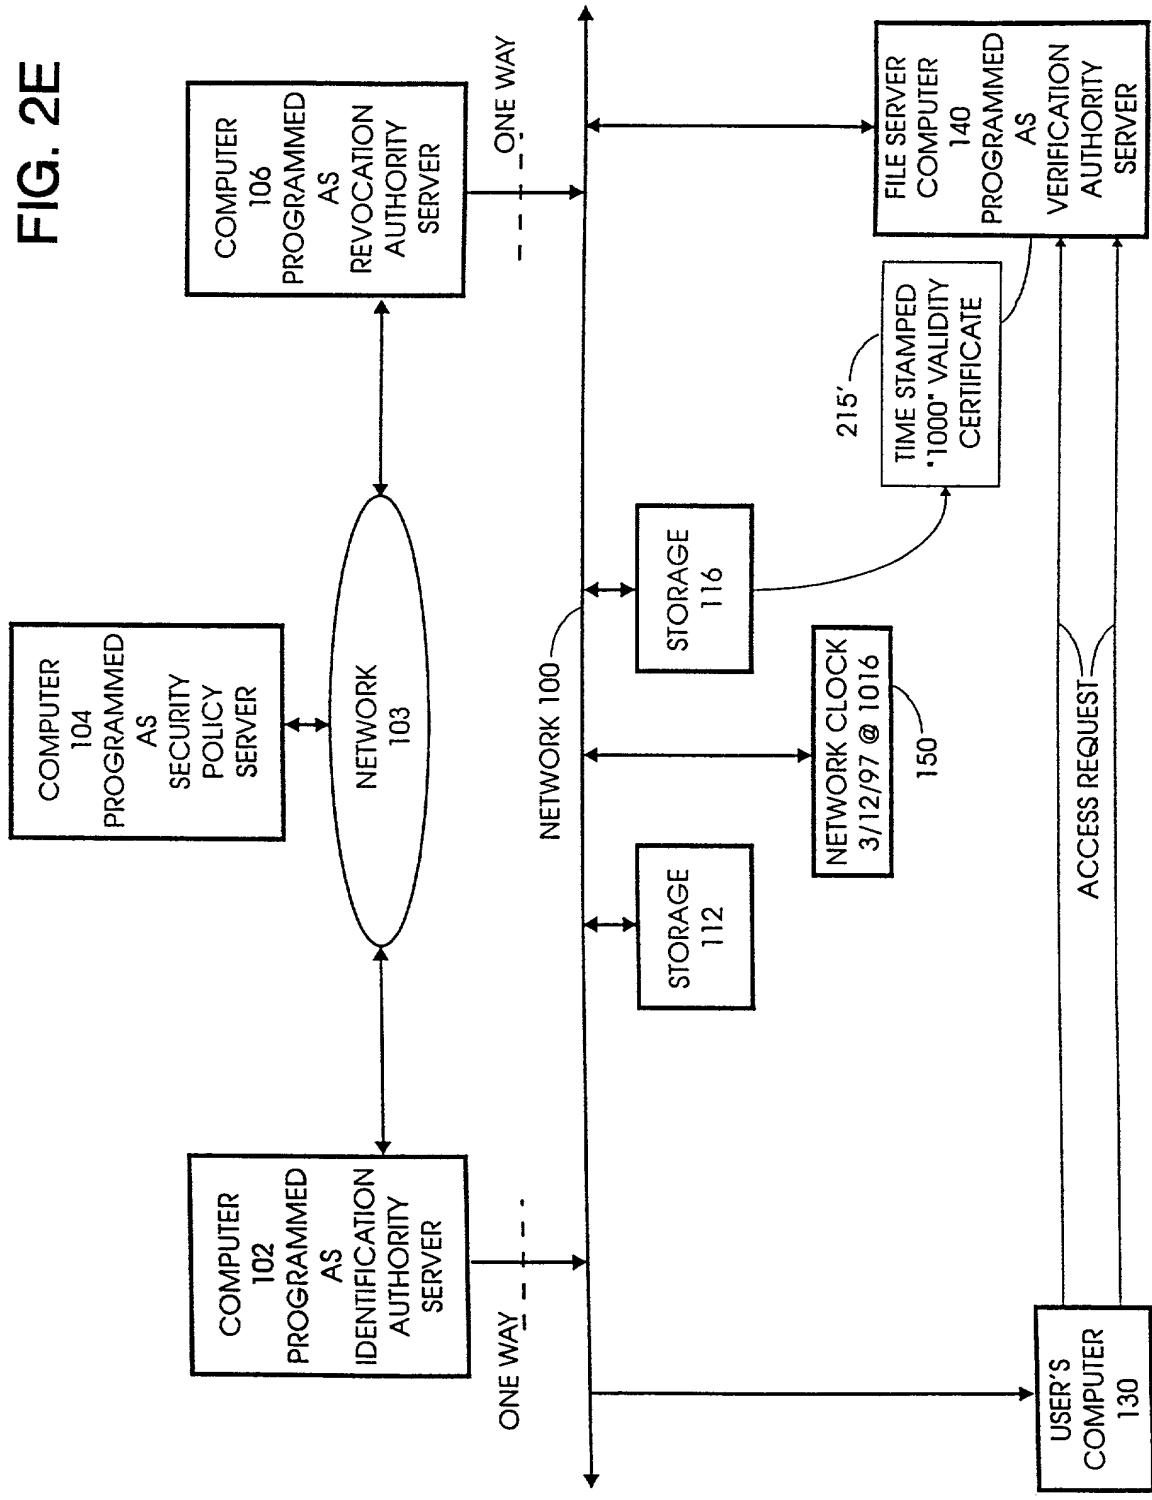 FIG. 2E
COMPUTER
104
PROGRAMMED
AS
SECURITY
POLICY
SERVER
COMPUTER
102
PROGRAMMED
AS
IDENTIFICATION
AUTHORITY
SERVER
NETWORK
103
COMPUTER
106
PROGRAMMED
AS
REVOCATION
AUTHORITY
SERVER
ONE WAY
ONE WAY
NETWORK 100
STORAGE
112
STORAGE
116
NETWORK CLOCK
3/12/97 @ 1016
150
215'
TIME STAMPED
"1000" VALIDITY
CERTIFICATE
FILE SERVER
COMPUTER
140
PROGRAMMED
AS
VERIFICATION
AUTHORITY
SERVER
USER'S
COMPUTER
130
ACCESS REQUEST